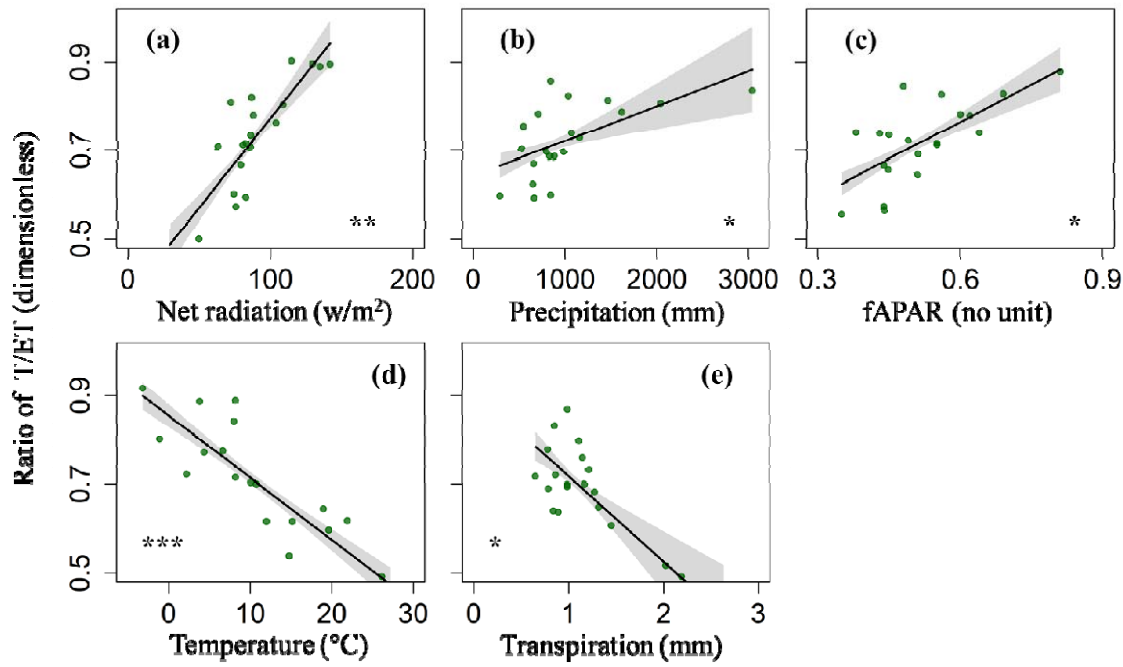 Ratio of T/ET (dimensionless)
0.5 0.7 0.9
(a)
**
0 100 200
Net radiation (w/m²)
(b)
*
0 1000 2000 3000
Precipitation (mm)
(c)
*
0.3 0.6 0.9
fAPAR (no unit)
0.5 0.7 0.9
(d)
***
0 10 20 30
Temperature (°C)
(e)
*
0 1 2 3
Transpiration (mm)